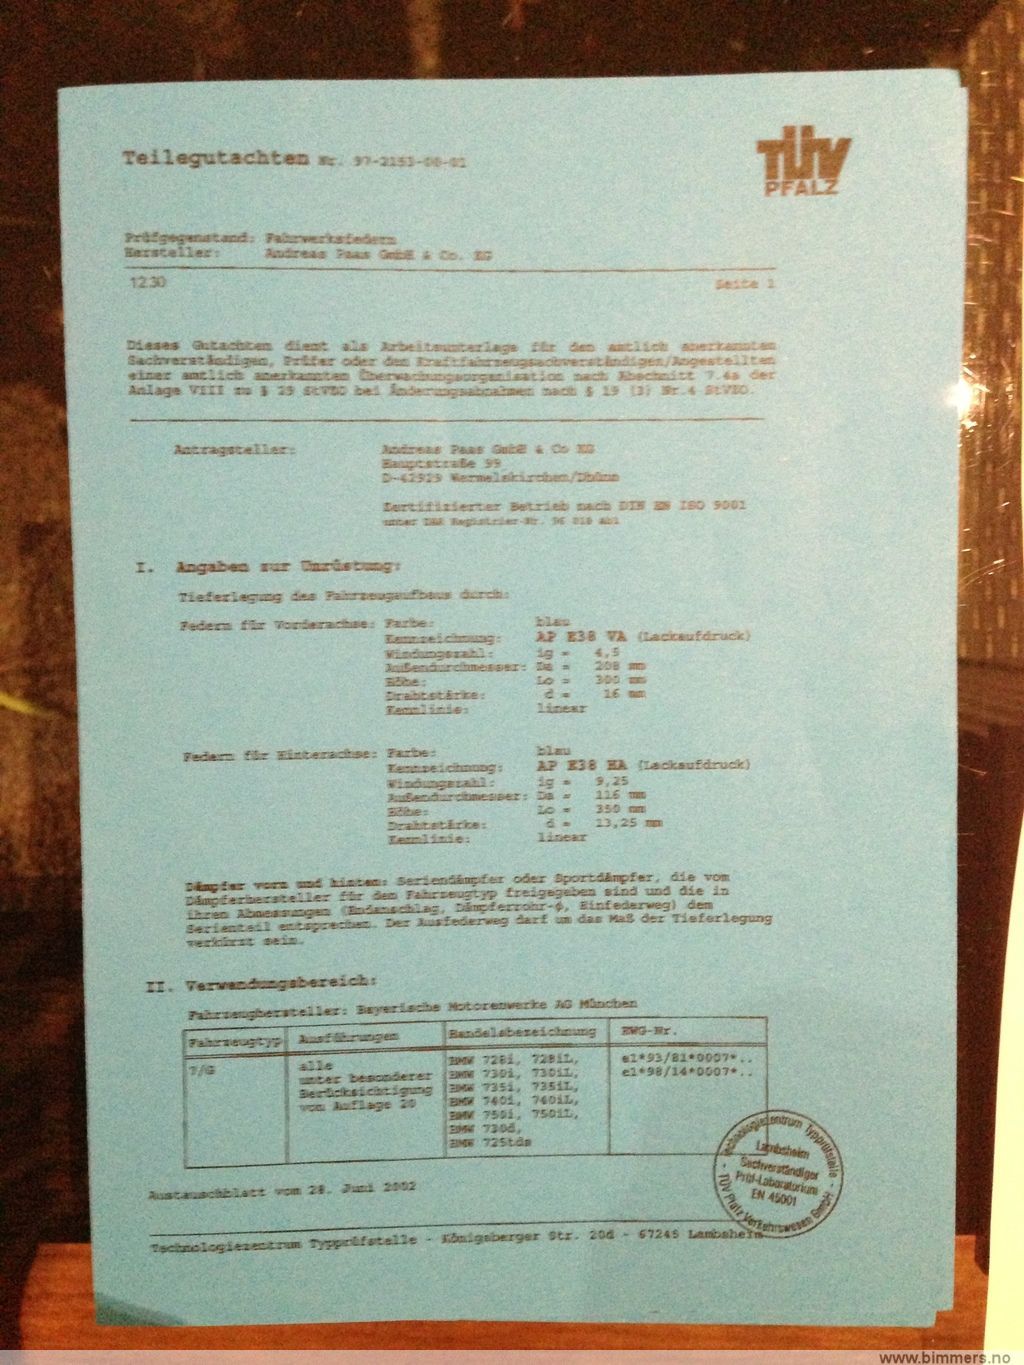 Teilegutachten Nr. 97-2153-00-01
TÜV
PFALZ
Prüfgegenstand: Fahrwerksfedern
Hersteller: Andreas Paas GmbH & Co. KG
1230 Seite 1
Dieses Gutachten dient als Arbeitsunterlage für den amtlich anerkannten
Sachverständigen, Prüfer oder den Kraftfahrzeugsachverständigen/Angestellten
einer amtlich anerkannten Überwachungsorganisation nach Abschnitt 7.4a der
Anlage VIII zu § 29 StVZO bei Änderungsabnahmen nach § 19 (3) Nr.4 StVZO.
Antragsteller: Andreas Paas GmbH & Co KG
Hauptstraße 99
D-42929 Wermelskirchen/Dhünn
Zertifizierter Betrieb nach DIN EN ISO 9001
unter DAR Registrier-Nr.
I. Angaben zur Umrüstung:
Tieferlegung des Fahrzeugaufbaus durch:
Federn für Vorderachse: Farbe: blau
Kennzeichnung: AP E38 VA (Lackaufdruck)
Windungszahl: ig = 4,5
Außendurchmesser: Da = 208 mm
Höhe: Lo = 300 mm
Drahtstärke: d = 16 mm
Kennlinie: linear
Federn für Hinterachse: Farbe: blau
Kennzeichnung: AP E38 HA (Lackaufdruck)
Windungszahl: ig = 9,25
Außendurchmesser: Da = 116 mm
Höhe: Lo = 350 mm
Drahtstärke: d = 13,25 mm
Kennlinie: linear
Dämpfer vorn und hinten: Seriendämpfer oder Sportdämpfer, die vom
Dämpferhersteller für den Fahrzeugtyp freigegeben sind und die in
ihren Abmessungen (Endanschlag, Dämpferrohr-ϕ, Einfederweg) dem
Serienteil entsprechen. Der Ausfederweg darf um das Maß der Tieferlegung
verkürzt sein.
II. Verwendungsbereich:
Fahrzeughersteller: Bayerische Motorenwerke AG München
Fahrzeugtyp Ausführungen Handelsbezeichnung EWG-Nr.
7/G alle BMW 728i, 728iL, e1*93/81*0007*..
unter besonderer BMW 730i, 730iL, e1*98/14*0007*..
Berücksichtigung BMW 735i, 735iL,
von Auflage 20 BMW 740i, 740iL,
BMW 750i, 750iL,
BMW 730d,
BMW 725tds
Technologiezentrum Typprüfstelle
Lambsheim
Sachverständiger
Prüf-Laboratorium
EN 45001
TÜV Pfalz Verkehrswesen GmbH
Austauschblatt vom 28. Juni 2002
Technologiezentrum Typprüfstelle - Königsberger Str. 20d - 67245 Lambsheim
www.bimmers.no